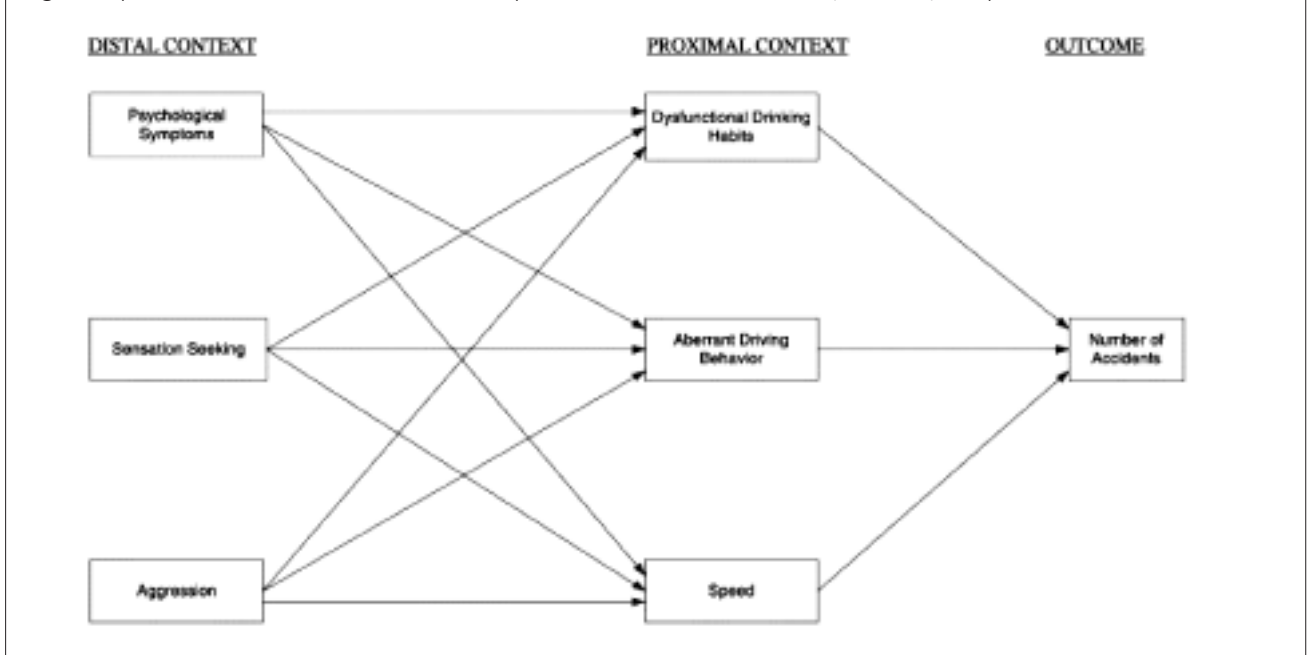 DISTAL CONTEXT
PROXIMAL CONTEXT
OUTCOME
Psychological
Symptoms
Dysfunctional Drinking
Habits
Sensation Seeking
Aberrant Driving
Behavior
Number of
Accidents
Aggression
Speed